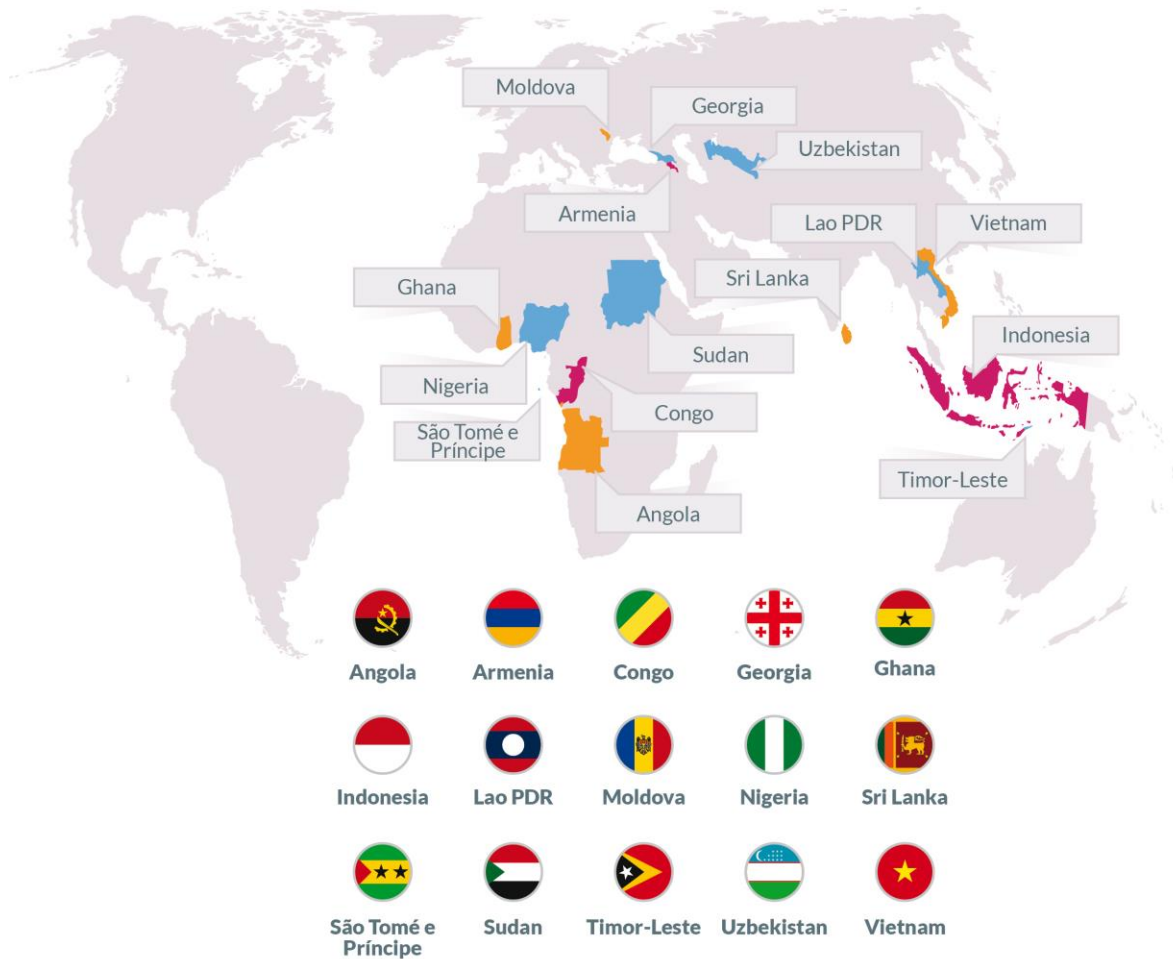 Moldova
Georgia
Uzbekistan
Armenia
Lao PDR
Vietnam
Ghana
Sri Lanka
Indonesia
Nigeria
Sudan
São Tomé e
Príncipe
Congo
Timor-Leste
Angola
Angola
Armenia
Congo
Georgia
Ghana
Indonesia
Lao PDR
Moldova
Nigeria
Sri Lanka
São Tomé e
Príncipe
Sudan
Timor-Leste
Uzbekistan
Vietnam